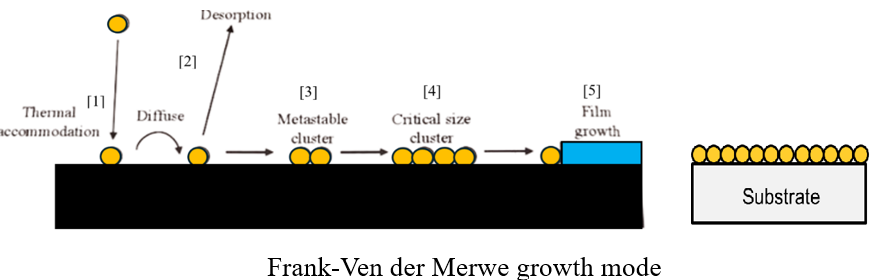 Desorption
[2]
[1]
Thermal
accommodation
Diffuse
[3]
Metastable
cluster
[4]
Critical size
cluster
[5]
Film
growth
Substrate
Frank-Ven der Merwe growth mode